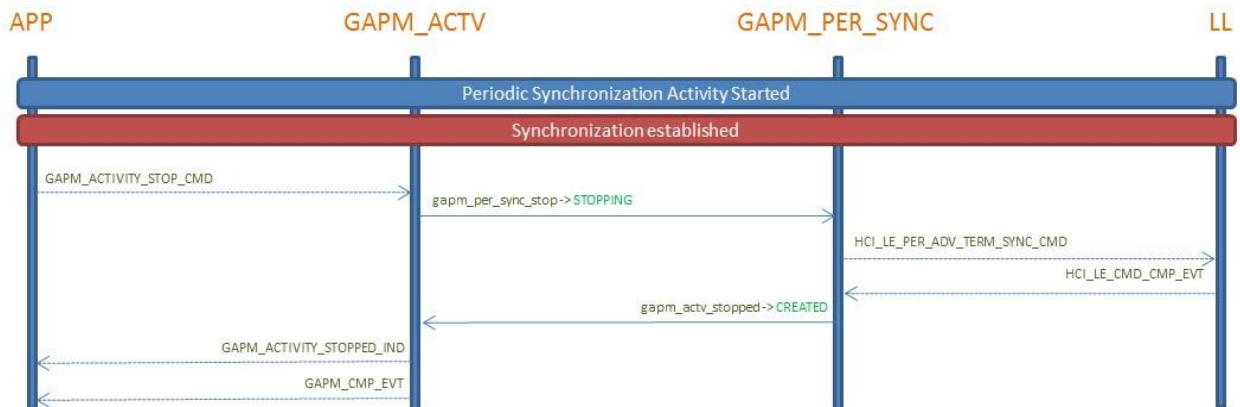 APP GAPM_ACTV GAPM_PER_SYNC LL
Periodic Synchronization Activity Started
Synchronization established
GAPM_ACTIVITY_STOP_CMD
gapm_per_sync_stop-> STOPPING
HCI_LE_PER_ADV_TERM_SYNC_CMD
HCI_LE_CMD_CMP_EVT
gapm_actv_stopped-> CREATED
GAPM_ACTIVITY_STOPPED_IND
GAPM_CMP_EVT